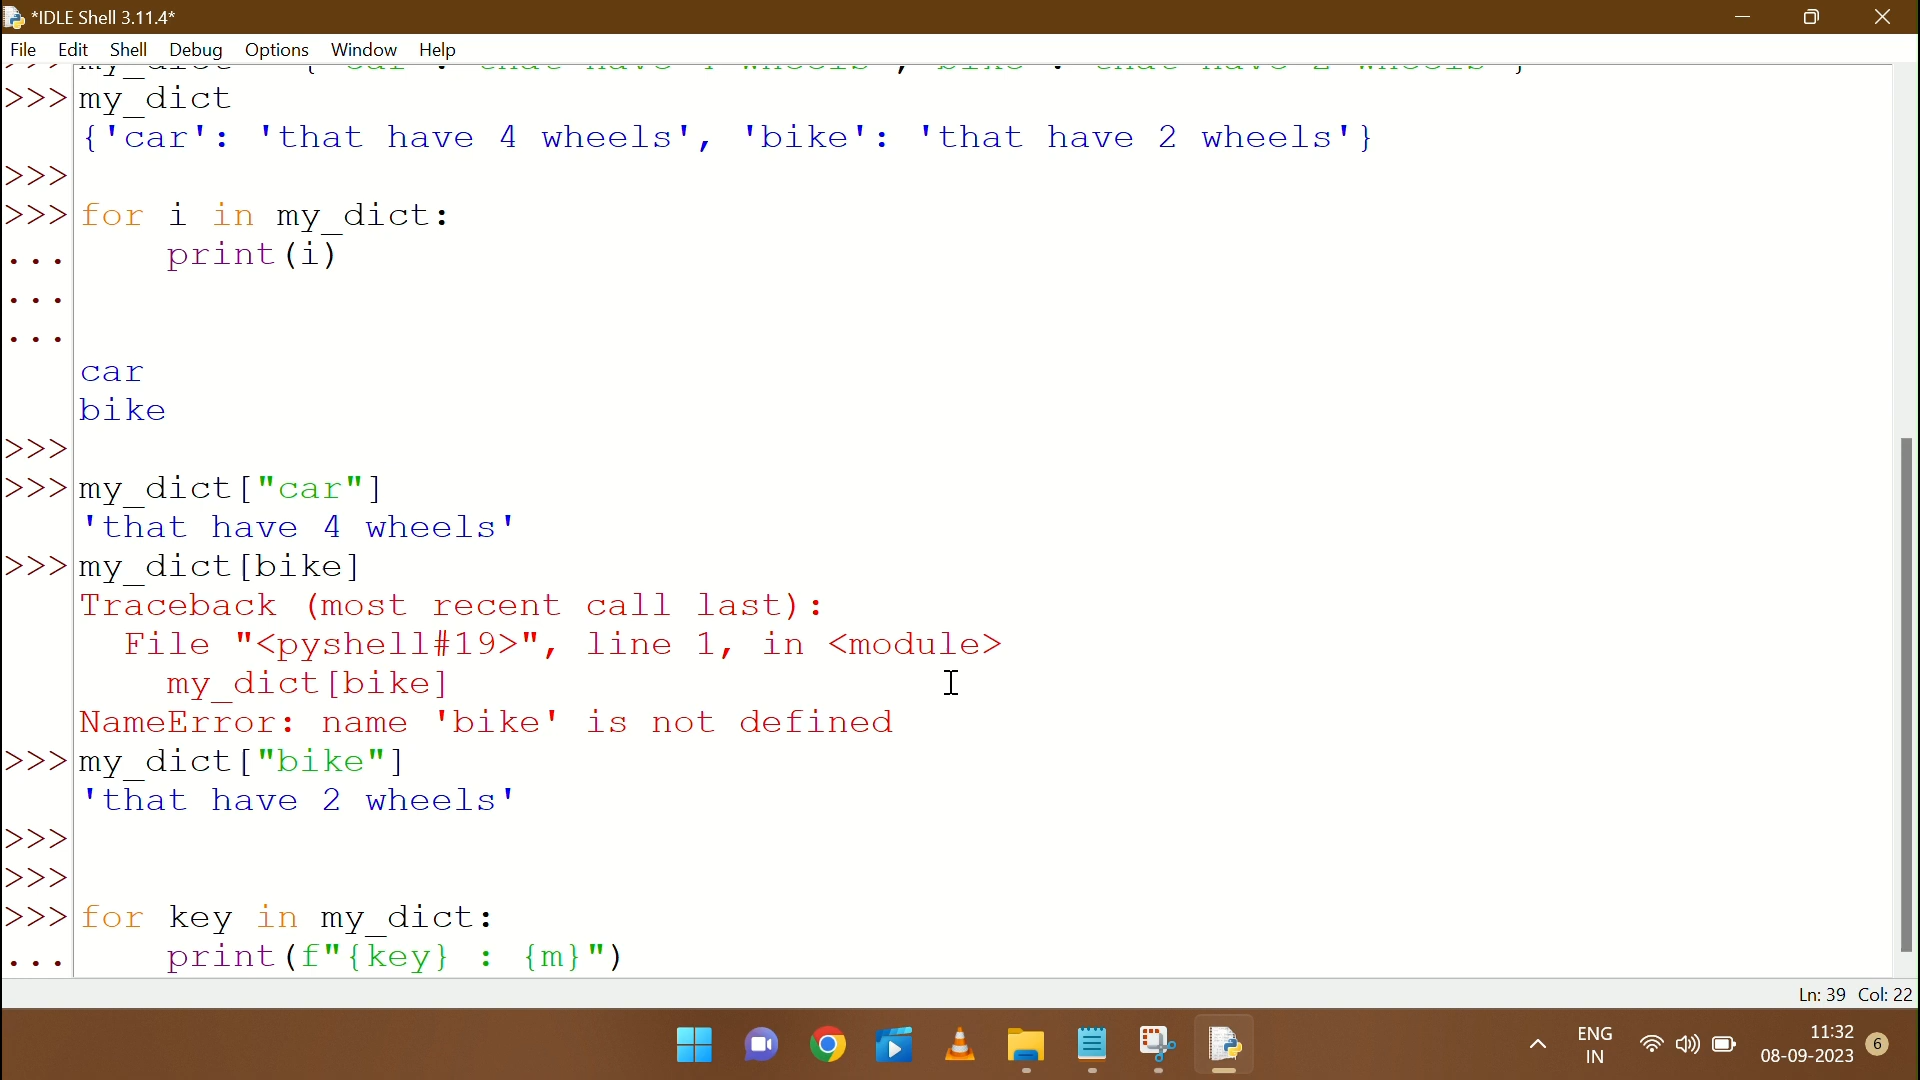 *IDLE Shell 3.11.4*
File Edit Shell Debug Options Window Help
>>> my_dict
{'car': 'that have 4 wheels', 'bike': 'that have 2 wheels'}
>>>
>>> for i in my_dict:
... print(i)
...
...
car
bike
>>>
>>> my_dict["car"]
'that have 4 wheels'
>>> my_dict[bike]
Traceback (most recent call last):
File "<pyshell#19>", line 1, in <module>
my_dict[bike]
NameError: name 'bike' is not defined
>>> my_dict["bike"]
'that have 2 wheels'
>>>
>>>
>>> for key in my_dict:
... print(f"{key} : {m}")
Ln: 39 Col: 22
ENG
IN
11:32
08-09-2023
6